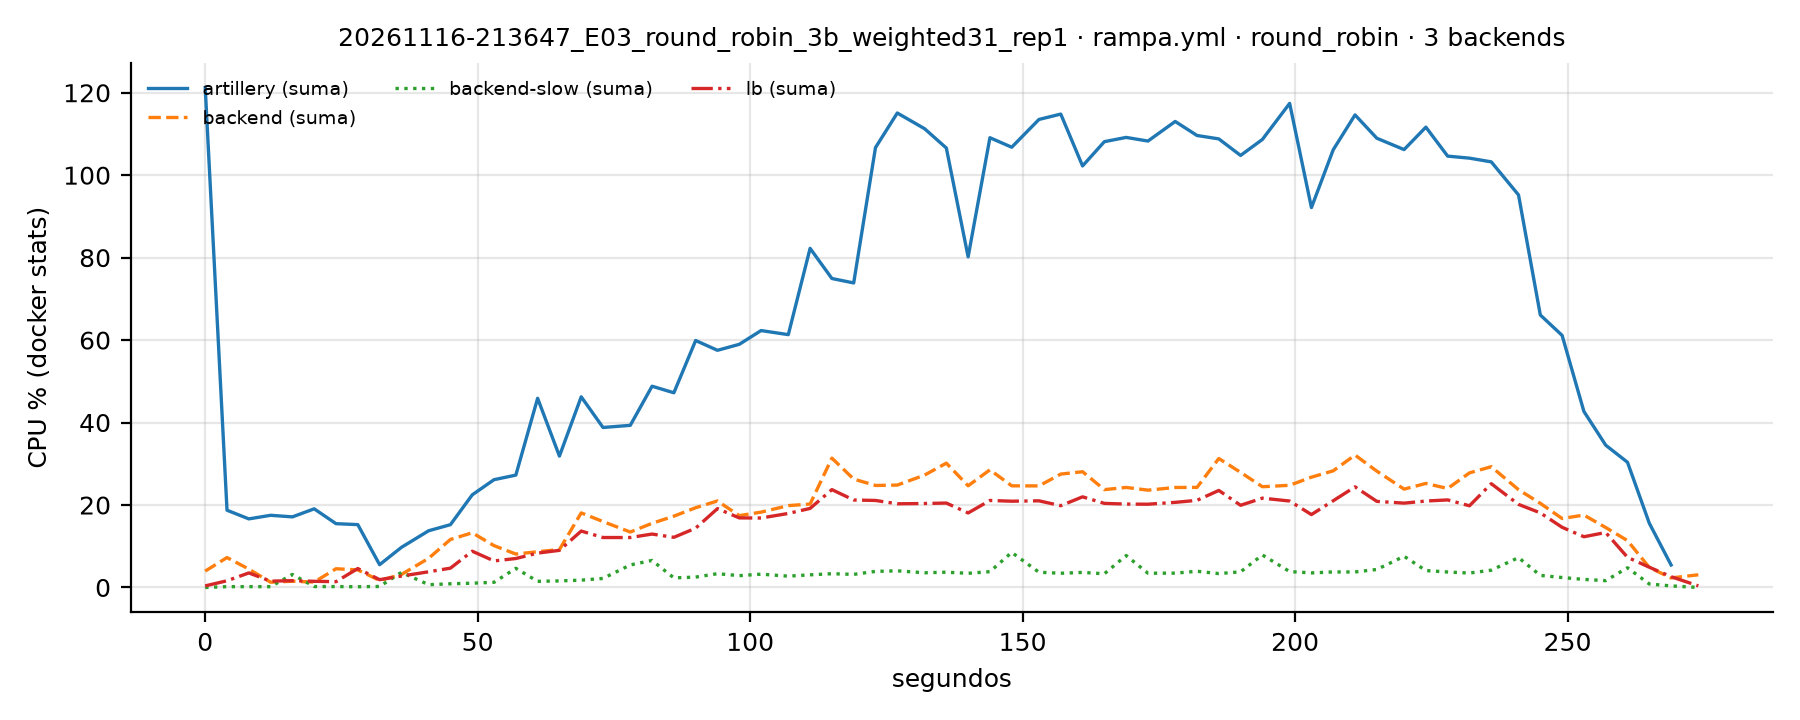 20261116-213647_E03_round_robin_3b_weighted31_rep1 · rampa.yml · round_robin · 3 backends
artillery (suma)
backend (suma)
backend-slow (suma)
lb (suma)
CPU % (docker stats)
120
100
80
60
40
20
0
0 50 100 150 200 250
segundos